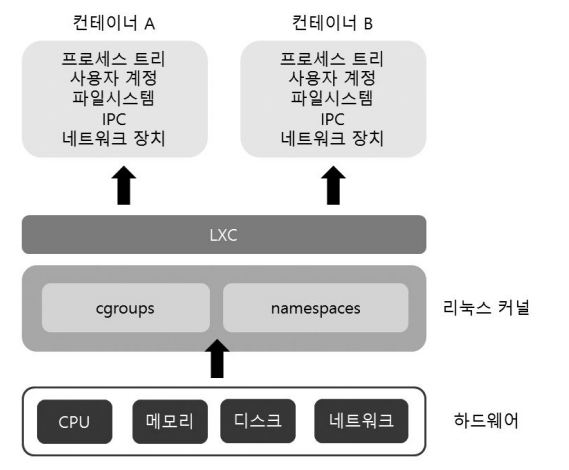 컨테이너 A
컨테이너 B
프로세스 트리
사용자 계정
파일시스템
IPC
네트워크 장치
프로세스 트리
사용자 계정
파일시스템
IPC
네트워크 장치
LXC
cgroups
namespaces
리눅스 커널
CPU
메모리
디스크
네트워크
하드웨어